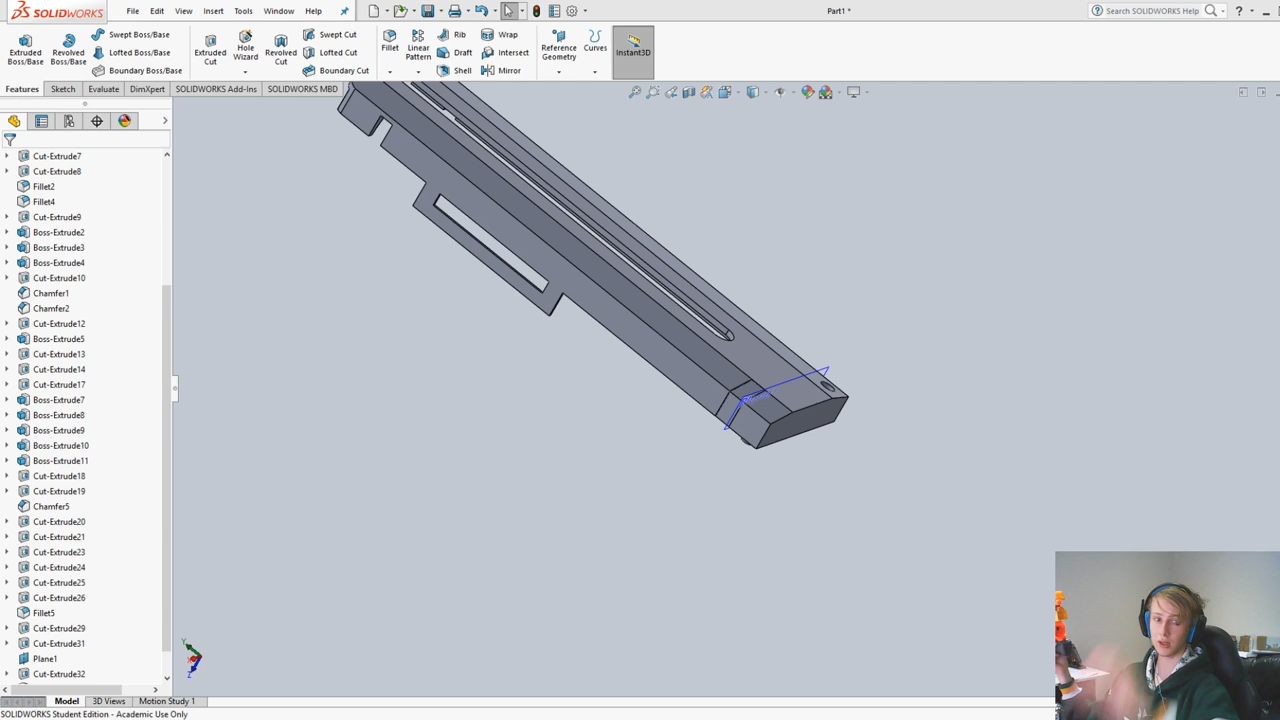 SOLIDWORKS File Edit View Insert Tools Window Help Part1 * Search SOLIDWORKS Help ?
Extruded Boss/Base
Revolved Boss/Base
Swept Boss/Base
Lofted Boss/Base
Boundary Boss/Base
Extruded Cut
Hole Wizard
Revolved Cut
Swept Cut
Lofted Cut
Boundary Cut
Fillet
Linear Pattern
Rib
Draft
Shell
Wrap
Intersect
Mirror
Reference Geometry
Curves
Instant3D
Features Sketch Evaluate DimXpert SOLIDWORKS Add-Ins SOLIDWORKS MBD
Cut-Extrude7
Cut-Extrude8
Fillet2
Fillet4
Cut-Extrude9
Boss-Extrude2
Boss-Extrude3
Boss-Extrude4
Cut-Extrude10
Chamfer1
Chamfer2
Cut-Extrude12
Boss-Extrude5
Cut-Extrude13
Cut-Extrude14
Cut-Extrude17
Boss-Extrude7
Boss-Extrude8
Boss-Extrude9
Boss-Extrude10
Boss-Extrude11
Cut-Extrude18
Cut-Extrude19
Chamfer5
Cut-Extrude20
Cut-Extrude21
Cut-Extrude23
Cut-Extrude24
Cut-Extrude25
Cut-Extrude26
Fillet5
Cut-Extrude29
Cut-Extrude31
Plane1
Cut-Extrude32
Y
X
Z
Model 3D Views Motion Study 1
SOLIDWORKS Student Edition - Academic Use Only